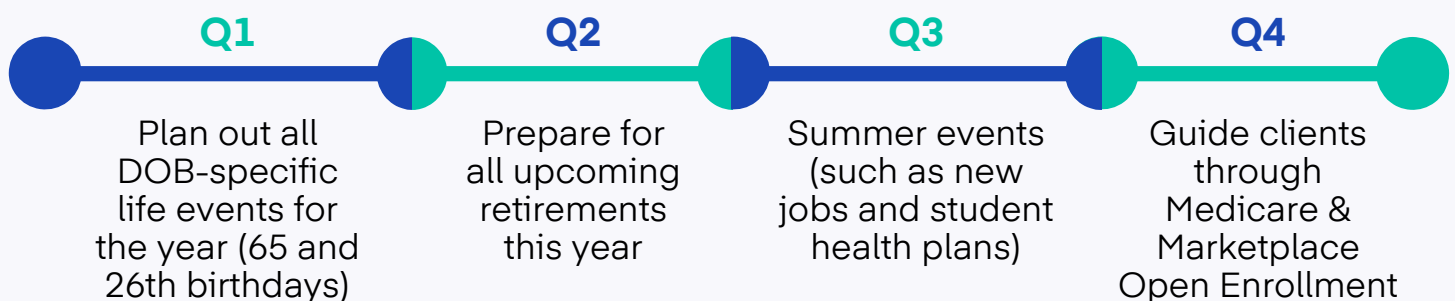 Q1
Plan out all
DOB-specific
life events for
the year (65 and
26th birthdays)
Q2
Prepare for
all upcoming
retirements
this year
Q3
Summer events
(such as new
jobs and student
health plans)
Q4
Guide clients
through
Medicare &
Marketplace
Open Enrollment